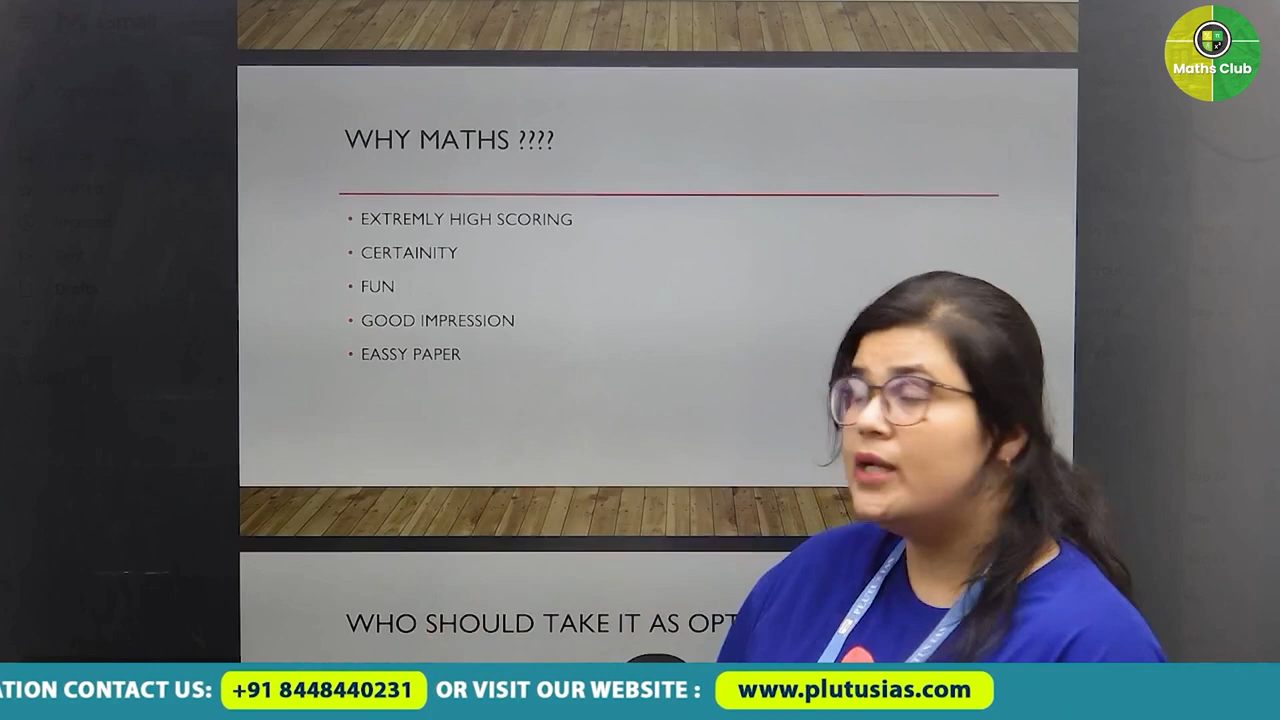 Maths Club
WHY MATHS ????
• EXTREMLY HIGH SCORING
• CERTAINITY
• FUN
• GOOD IMPRESSION
• EASSY PAPER
WHO SHOULD TAKE IT AS OPT
ATION CONTACT US: +91 8448440231 OR VISIT OUR WEBSITE : www.plutusias.com